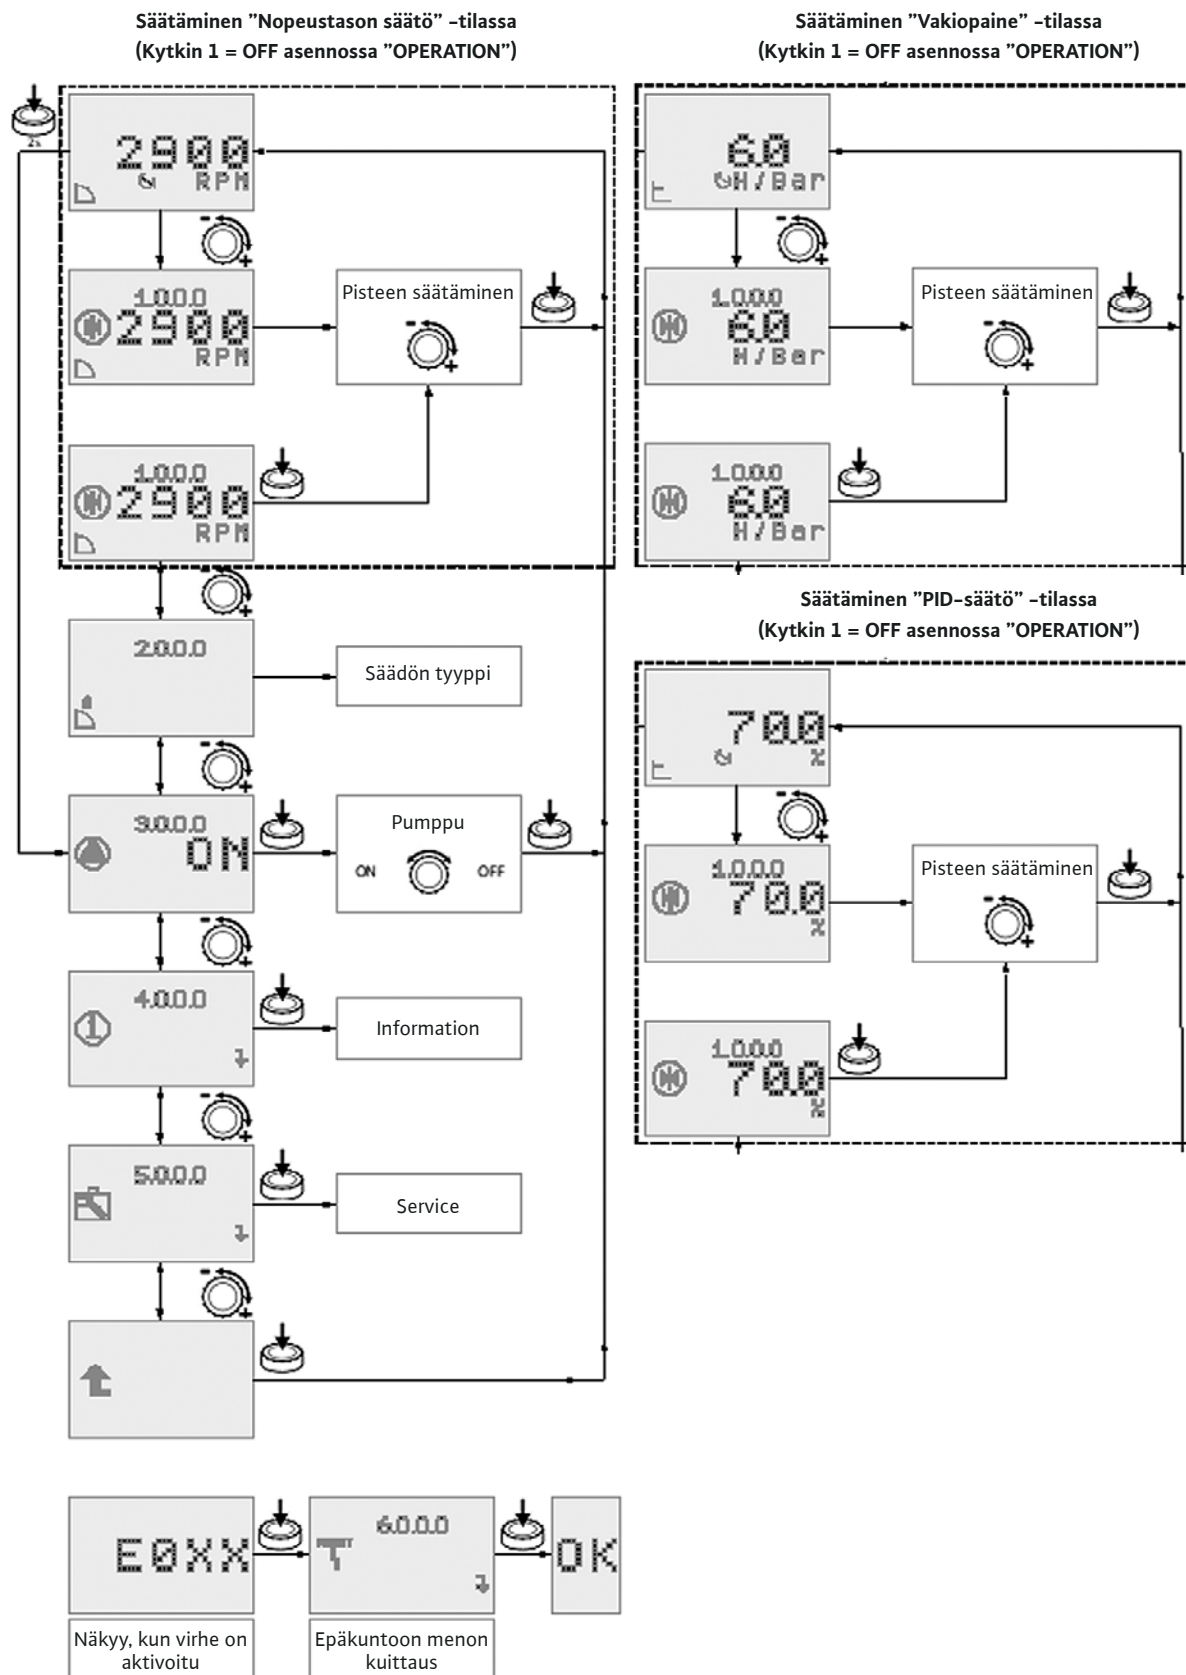 Säätäminen ”Nopeustason säätö” -tilassa
(Kytkin 1 = OFF asennossa ”OPERATION”)
2s
2900
RPM
1.0.0.0
2900
RPM
Pisteen säätäminen
- +
1.0.0.0
2900
RPM
- +
2.0.0.0
Säädön tyyppi
- +
3.0.0.0
ON
Pumppu
ON OFF
- +
4.0.0.0
Information
- +
5.0.0.0
Service
- +
E0XX
6.0.0.0
RESET
OK
Näkyy, kun virhe on
aktivoitu
Epäkuntoon menon
kuittaus
Säätäminen ”Vakiopaine” -tilassa
(Kytkin 1 = OFF asennossa ”OPERATION”)
6.0
H/Bar
- +
1.0.0.0
6.0
H/Bar
Pisteen säätäminen
- +
1.0.0.0
6.0
H/Bar
Säätäminen ”PID-säätö” -tilassa
(Kytkin 1 = OFF asennossa ”OPERATION”)
70.0
%
- +
1.0.0.0
70.0
%
Pisteen säätäminen
- +
1.0.0.0
70.0
%